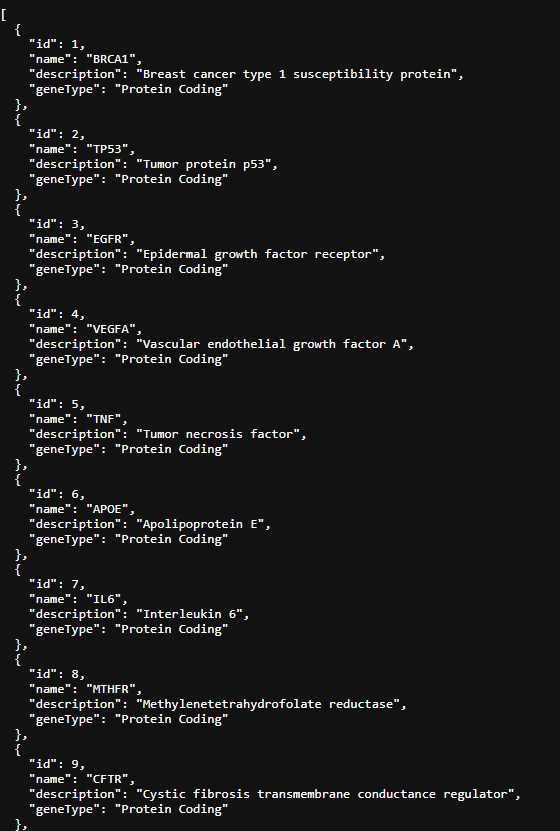 [
  {
    "id": 1,
    "name": "BRCA1",
    "description": "Breast cancer type 1 susceptibility protein",
    "geneType": "Protein Coding"
  },
  {
    "id": 2,
    "name": "TP53",
    "description": "Tumor protein p53",
    "geneType": "Protein Coding"
  },
  {
    "id": 3,
    "name": "EGFR",
    "description": "Epidermal growth factor receptor",
    "geneType": "Protein Coding"
  },
  {
    "id": 4,
    "name": "VEGFA",
    "description": "Vascular endothelial growth factor A",
    "geneType": "Protein Coding"
  },
  {
    "id": 5,
    "name": "TNF",
    "description": "Tumor necrosis factor",
    "geneType": "Protein Coding"
  },
  {
    "id": 6,
    "name": "APOE",
    "description": "Apolipoprotein E",
    "geneType": "Protein Coding"
  },
  {
    "id": 7,
    "name": "IL6",
    "description": "Interleukin 6",
    "geneType": "Protein Coding"
  },
  {
    "id": 8,
    "name": "MTHFR",
    "description": "Methylenetetrahydrofolate reductase",
    "geneType": "Protein Coding"
  },
  {
    "id": 9,
    "name": "CFTR",
    "description": "Cystic fibrosis transmembrane conductance regulator",
    "geneType": "Protein Coding"
  },